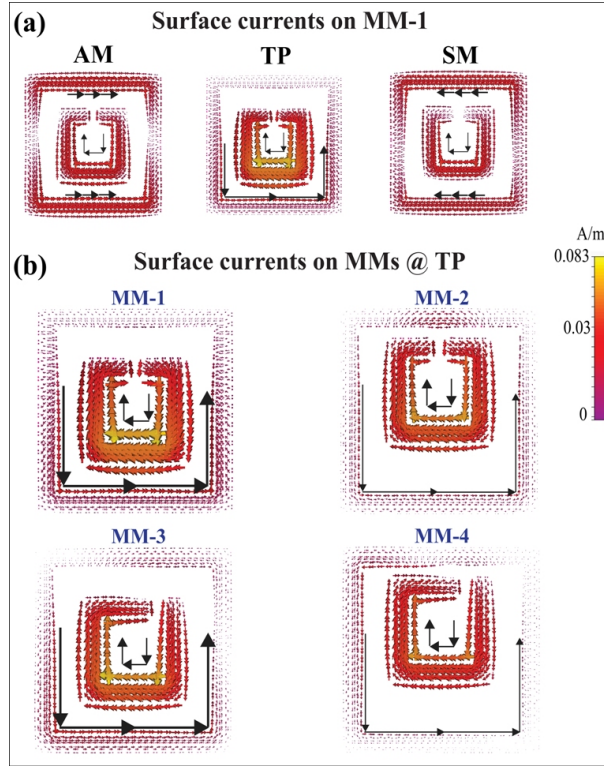 (a) Surface currents on MM-1
AM TP SM
A/m
0.083
0.03
0
(b) Surface currents on MMs @ TP
MM-1 MM-2
MM-3 MM-4